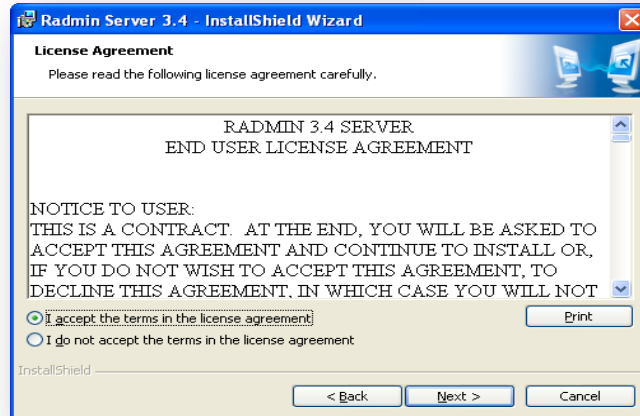 Radmin Server 3.4 - InstallShield Wizard
License Agreement
Please read the following license agreement carefully.
RADMIN 3.4 SERVER
END USER LICENSE AGREEMENT
NOTICE TO USER:
THIS IS A CONTRACT.  AT THE END, YOU WILL BE ASKED TO
ACCEPT THIS AGREEMENT AND CONTINUE TO INSTALL OR,
IF YOU DO NOT WISH TO ACCEPT THIS AGREEMENT, TO
DECLINE THIS AGREEMENT, IN WHICH CASE YOU WILL NOT
I accept the terms in the license agreement
Print
I do not accept the terms in the license agreement
InstallShield
< Back
Next >
Cancel